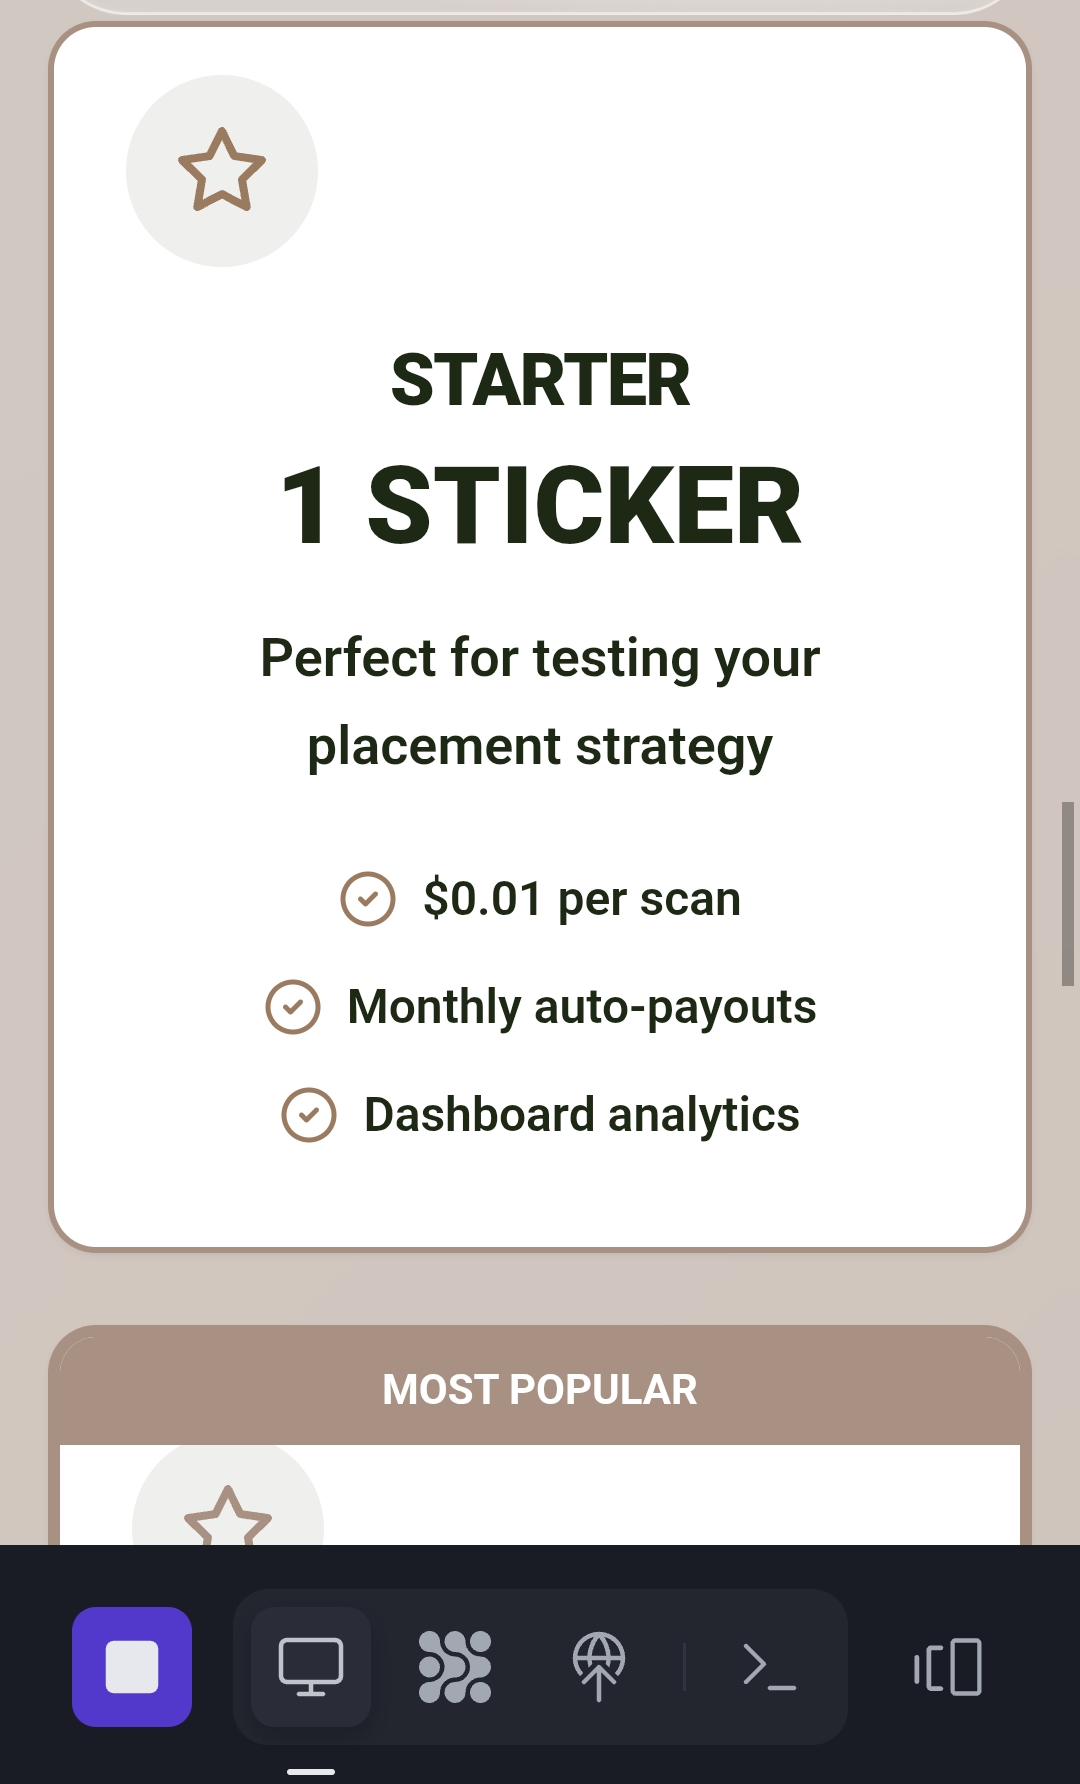 STARTER
1 STICKER
Perfect for testing your
placement strategy
$0.01 per scan
Monthly auto-payouts
Dashboard analytics
MOST POPULAR